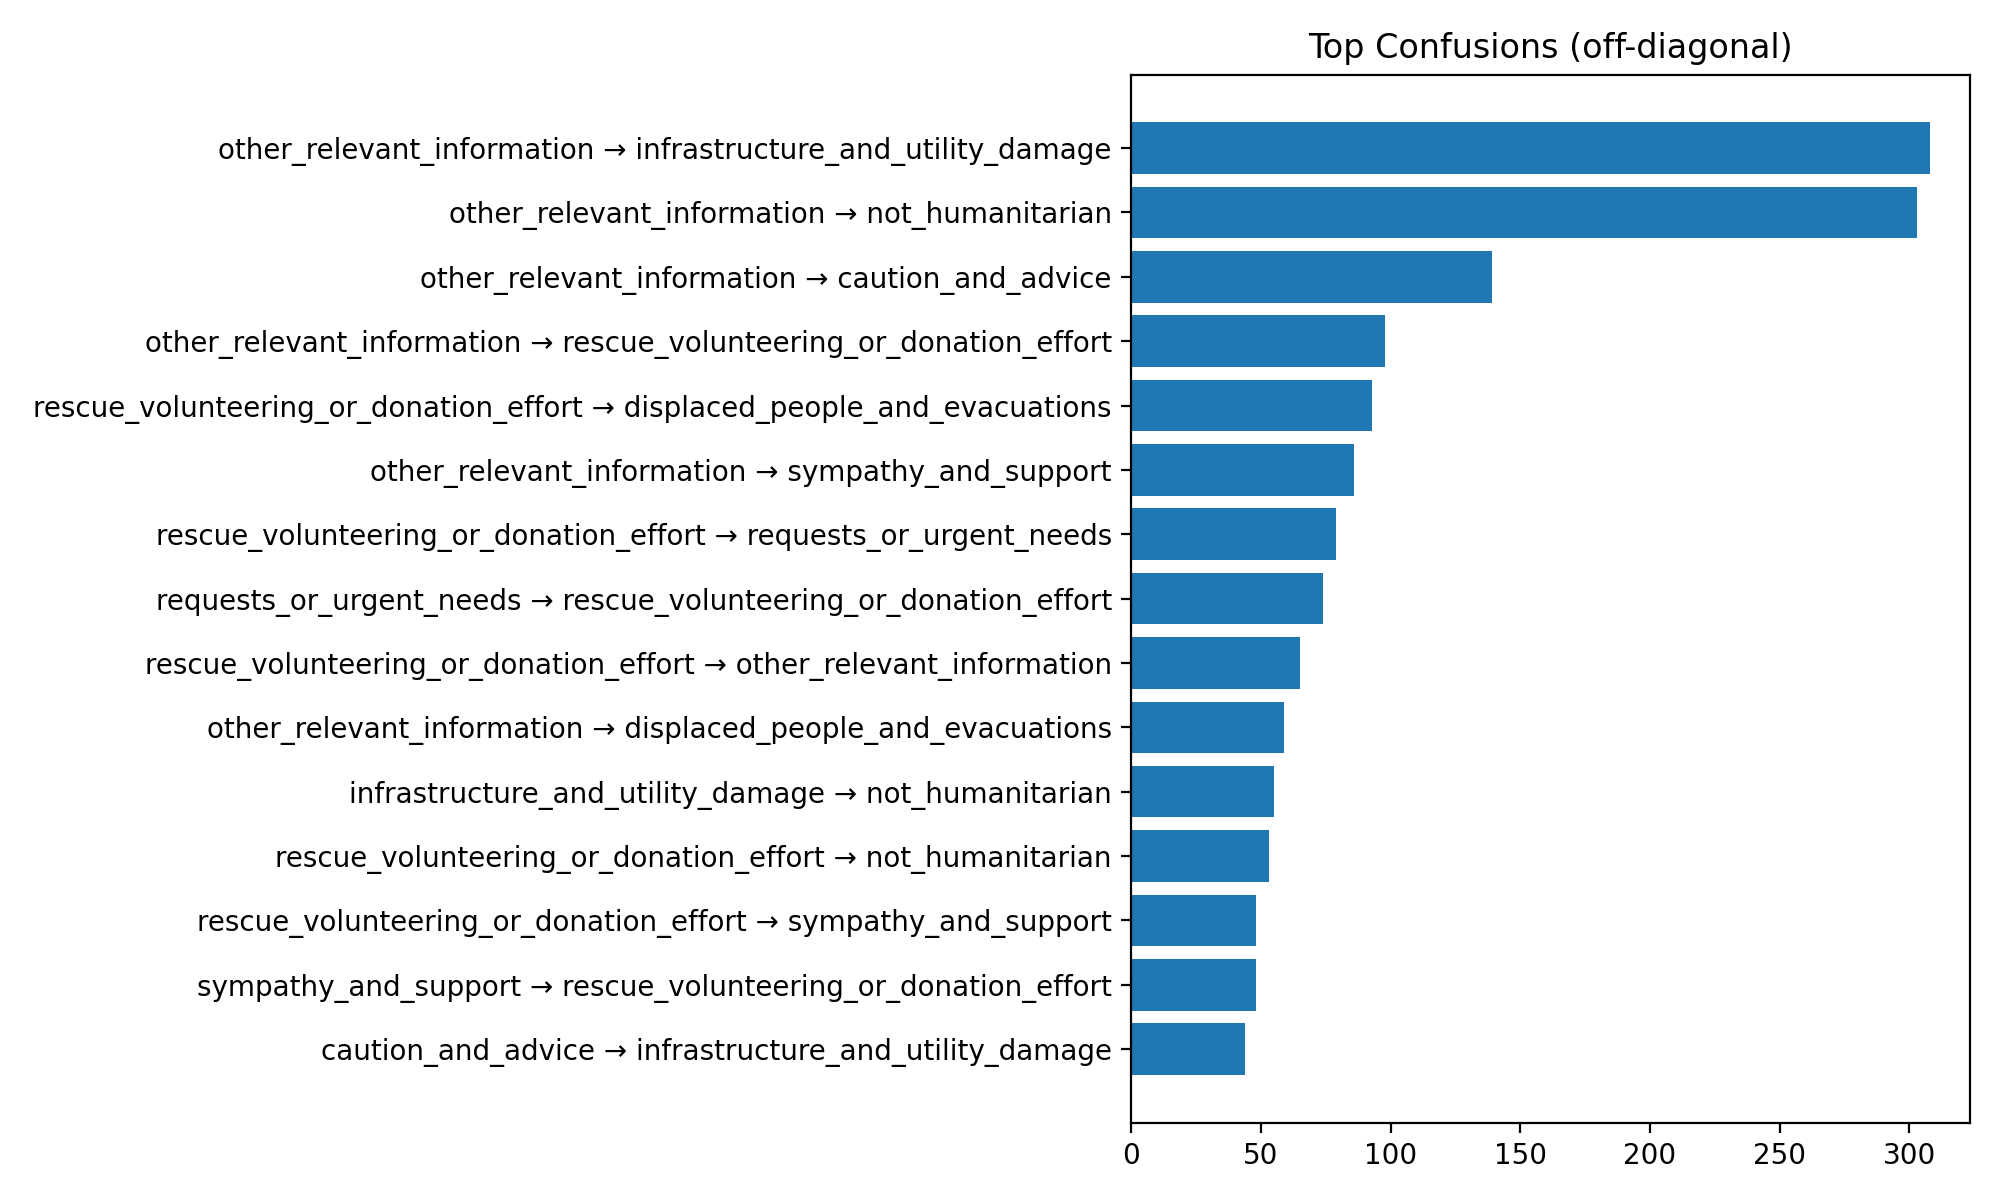 Top Confusions (off-diagonal)
other_relevant_information → infrastructure_and_utility_damage
other_relevant_information → not_humanitarian
other_relevant_information → caution_and_advice
other_relevant_information → rescue_volunteering_or_donation_effort
rescue_volunteering_or_donation_effort → displaced_people_and_evacuations
other_relevant_information → sympathy_and_support
rescue_volunteering_or_donation_effort → requests_or_urgent_needs
requests_or_urgent_needs → rescue_volunteering_or_donation_effort
rescue_volunteering_or_donation_effort → other_relevant_information
other_relevant_information → displaced_people_and_evacuations
infrastructure_and_utility_damage → not_humanitarian
rescue_volunteering_or_donation_effort → not_humanitarian
rescue_volunteering_or_donation_effort → sympathy_and_support
sympathy_and_support → rescue_volunteering_or_donation_effort
caution_and_advice → infrastructure_and_utility_damage
0 50 100 150 200 250 300